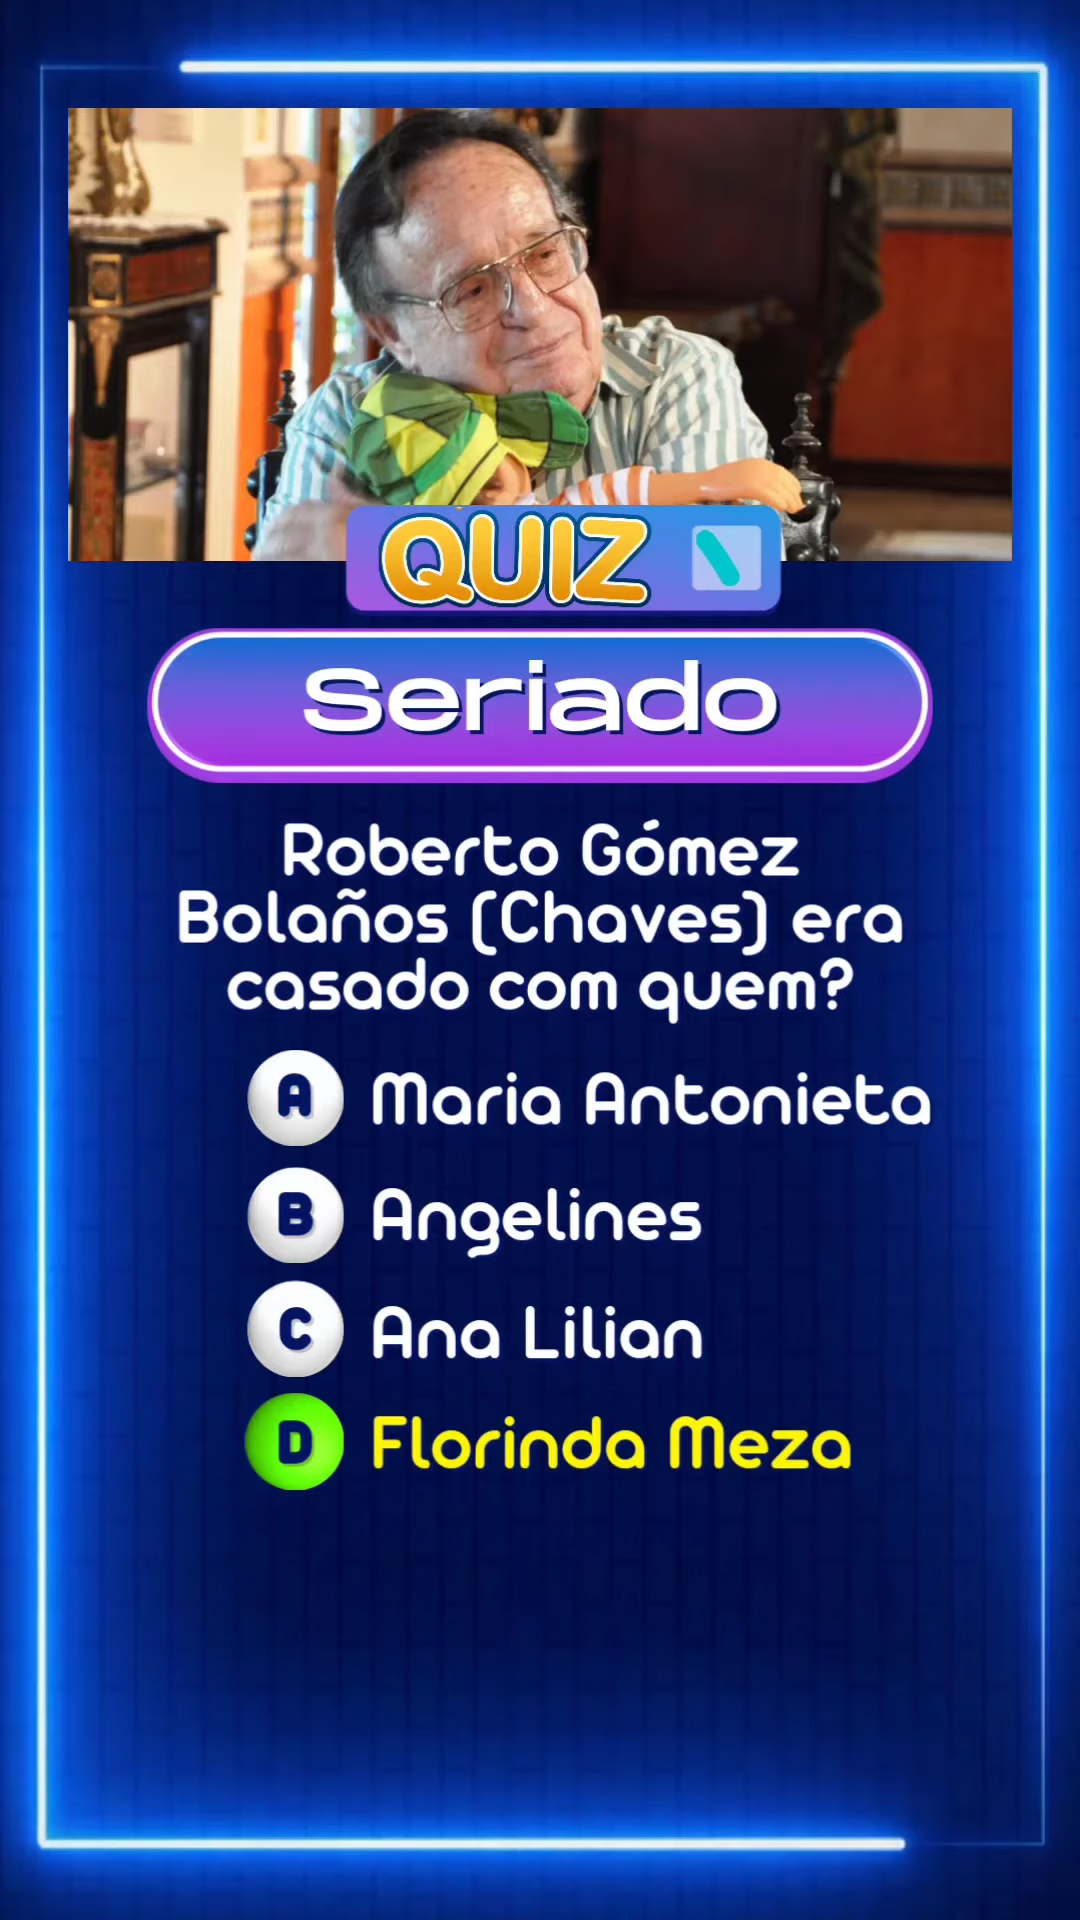 QUIZ
Seriado
Roberto Gómez
Bolaños (Chaves) era
casado com quem?
A Maria Antonieta
B Angelines
C Ana Lilian
D Florinda Meza